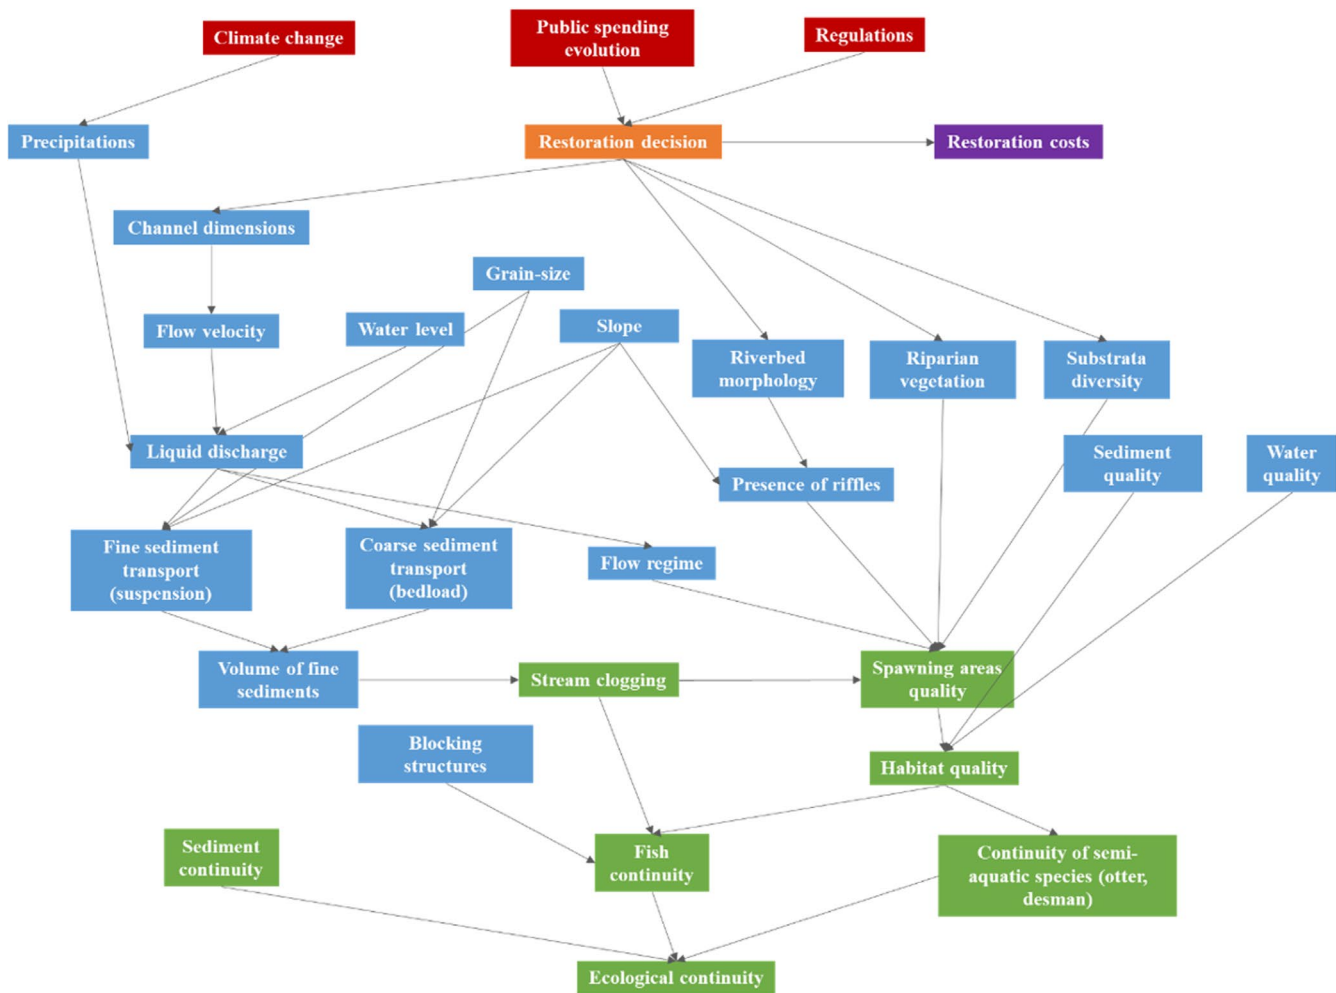 Climate change
Public spending
evolution
Regulations
Precipitations
Restoration decision
Restoration costs
Channel dimensions
Grain-size
Flow velocity
Water level
Slope
Riverbed
morphology
Riparian
vegetation
Substrata
diversity
Liquid discharge
Presence of riffles
Sediment
quality
Water
quality
Fine sediment
transport
(suspension)
Coarse sediment
transport
(bedload)
Flow regime
Volume of fine
sediments
Stream clogging
Spawning areas
quality
Blocking
structures
Habitat quality
Sediment
continuity
Fish
continuity
Continuity of semi-
aquatic species (otter,
desman)
Ecological continuity